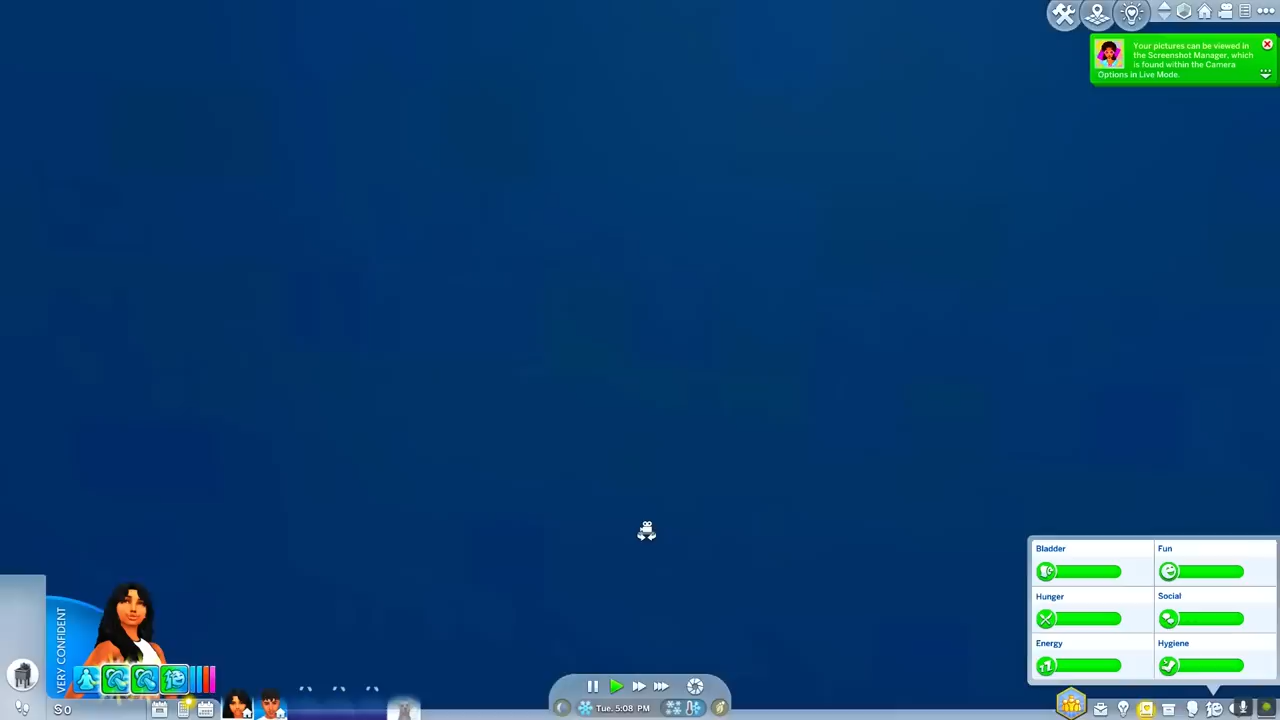 Your pictures can be viewed in
the Screenshot Manager, which
is found within the Camera
Options in Live Mode.
Bladder
Fun
Hunger
Social
Energy
Hygiene
VERY CONFIDENT
S0
Tue. 5:08 PM